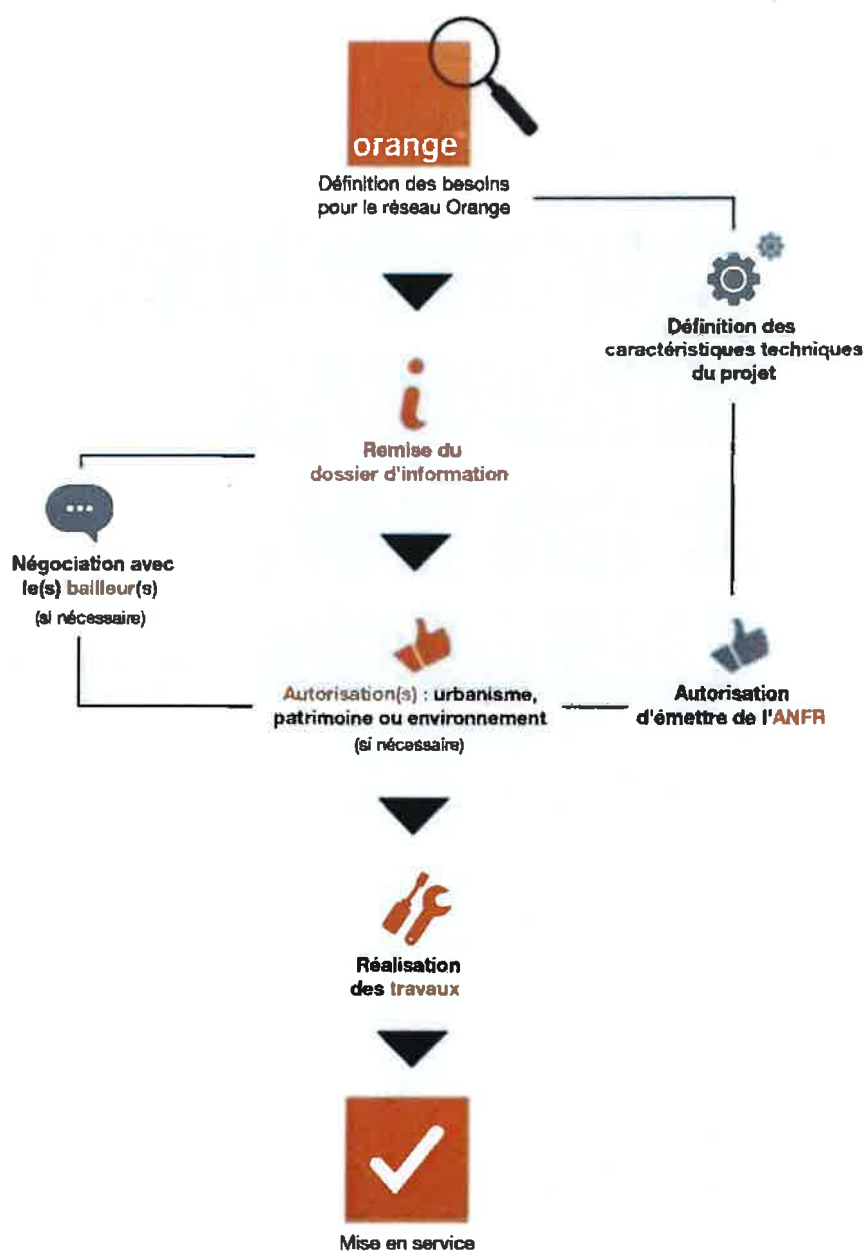 orange
Définition des besoins
pour le réseau Orange
Définition des
caractéristiques techniques
du projet
Remise du
dossier d'information
Négociation avec
le(s) bailleur(s)
(si nécessaire)
Autorisation(s) : urbanisme,
patrimoine ou environnement
(si nécessaire)
Autorisation
d'émettre de l'ANFR
Réalisation
des travaux
Mise en service